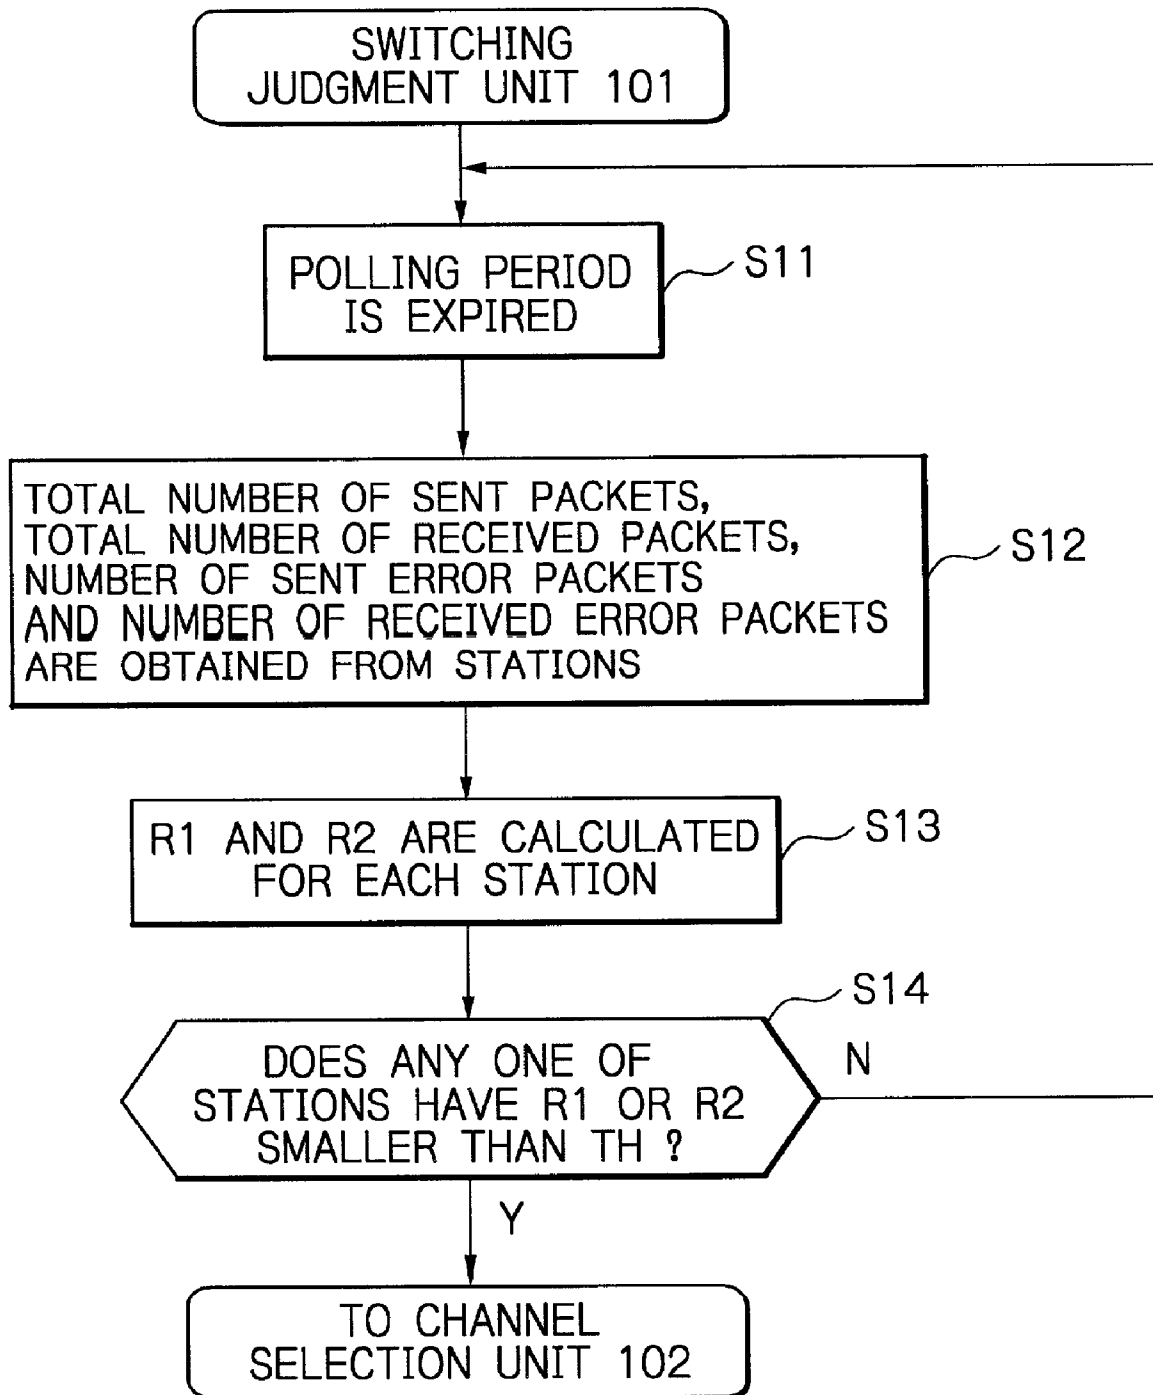 SWITCHING
JUDGMENT UNIT 101
POLLING PERIOD
IS EXPIRED
S11
TOTAL NUMBER OF SENT PACKETS,
TOTAL NUMBER OF RECEIVED PACKETS,
NUMBER OF SENT ERROR PACKETS
AND NUMBER OF RECEIVED ERROR PACKETS
ARE OBTAINED FROM STATIONS
S12
R1 AND R2 ARE CALCULATED
FOR EACH STATION
S13
S14
DOES ANY ONE OF
STATIONS HAVE R1 OR R2
SMALLER THAN TH ?
N
Y
TO CHANNEL
SELECTION UNIT 102